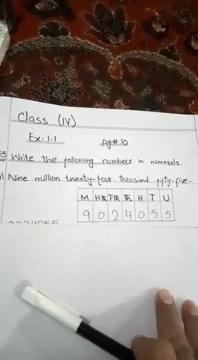 Class (IV)
Ex: 1.1 pg#:10
Write the following numbers in numerals.
Nine million twenty-four thousand fifty-five.
M HTh TTh Th H T U
9 0 2 4 0 5 5